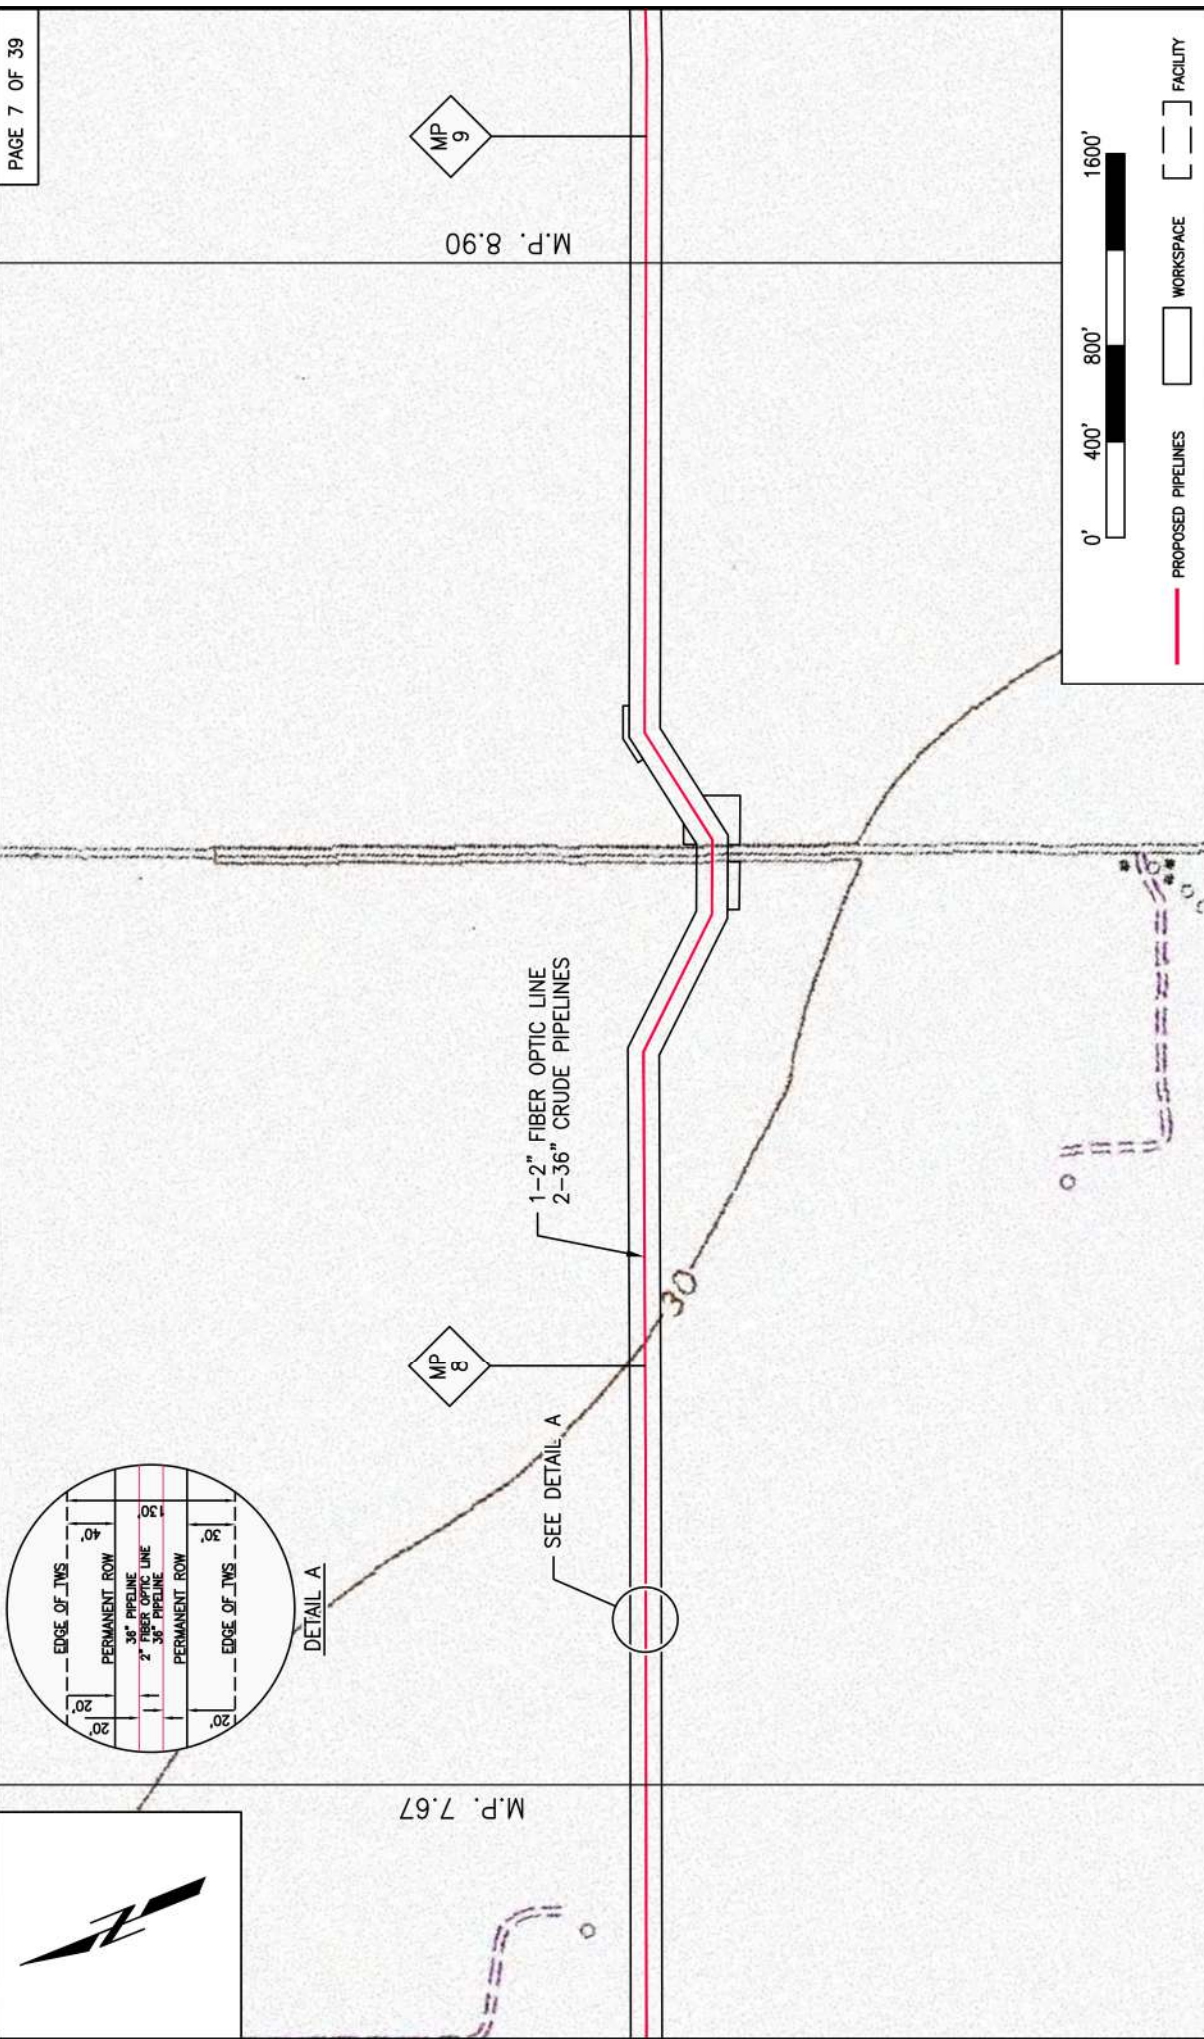 PAGE 7 OF 39
EDGE OF TWS
PERMANENT ROW
36" PIPELINE
2" FIBER OPTIC LINE
36" PIPELINE
PERMANENT ROW
EDGE OF TWS
20'
20'
20'
40'
130'
30'
DETAIL A
M.P. 7.67
SEE DETAIL A
MP
8
1-2" FIBER OPTIC LINE
2-36" CRUDE PIPELINES
30
M.P. 8.90
MP
9
0' 400' 800' 1600'
PROPOSED PIPELINES
WORKSPACE
FACILITY